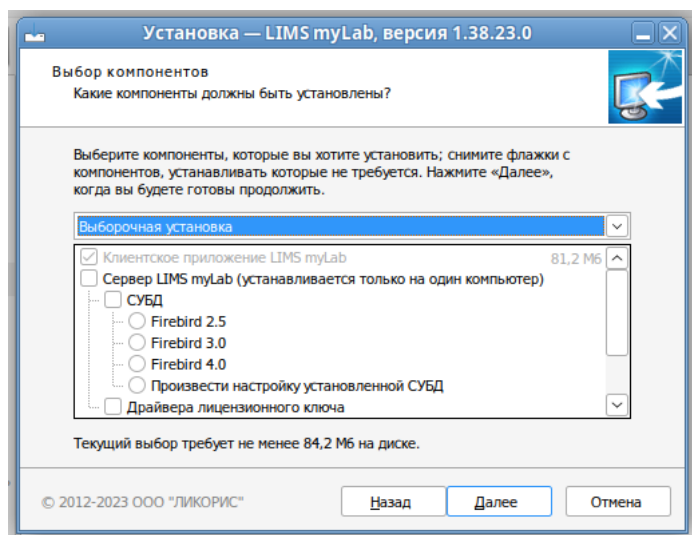 Установка — LIMS myLab, версия 1.38.23.0
Выбор компонентов
Какие компоненты должны быть установлены?
Выберите компоненты, которые вы хотите установить; снимите флажки с
компонентов, устанавливать которые не требуется. Нажмите «Далее»,
когда вы будете готовы продолжить.
Выборочная установка
Клиентское приложение LIMS myLab 81,2 Мб
Сервер LIMS myLab (устанавливается только на один компьютер)
СУБД
Firebird 2.5
Firebird 3.0
Firebird 4.0
Произвести настройку установленной СУБД
Драйвера лицензионного ключа
Текущий выбор требует не менее 84,2 Мб на диске.
© 2012-2023 ООО "ЛИКОРИС"
Назад
Далее
Отмена